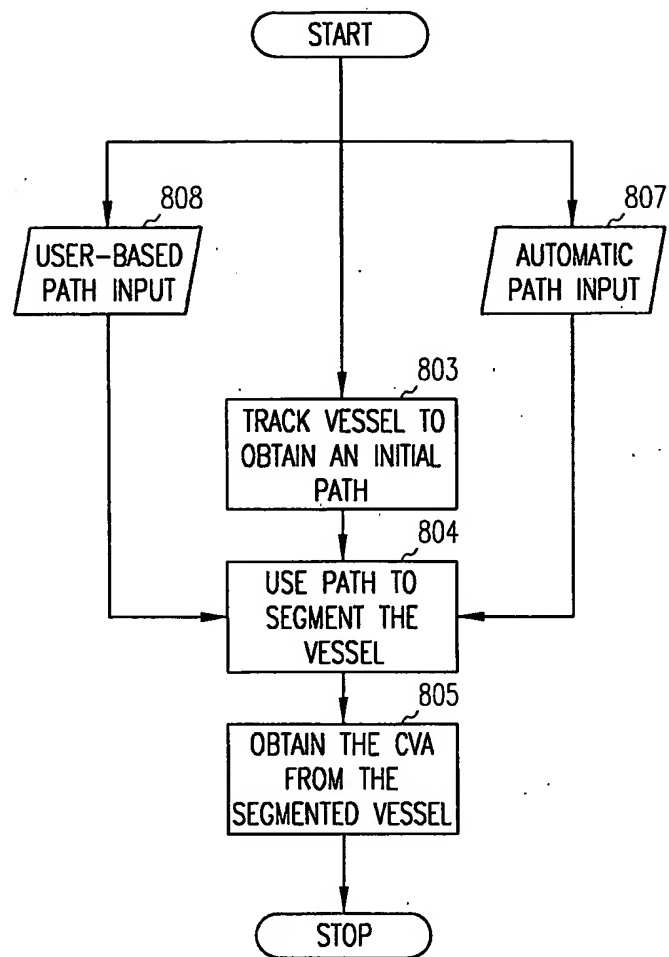 START
808
USER-BASED
PATH INPUT
807
AUTOMATIC
PATH INPUT
803
TRACK VESSEL TO
OBTAIN AN INITIAL
PATH
804
USE PATH TO
SEGMENT THE
VESSEL
805
OBTAIN THE CVA
FROM THE
SEGMENTED VESSEL
STOP